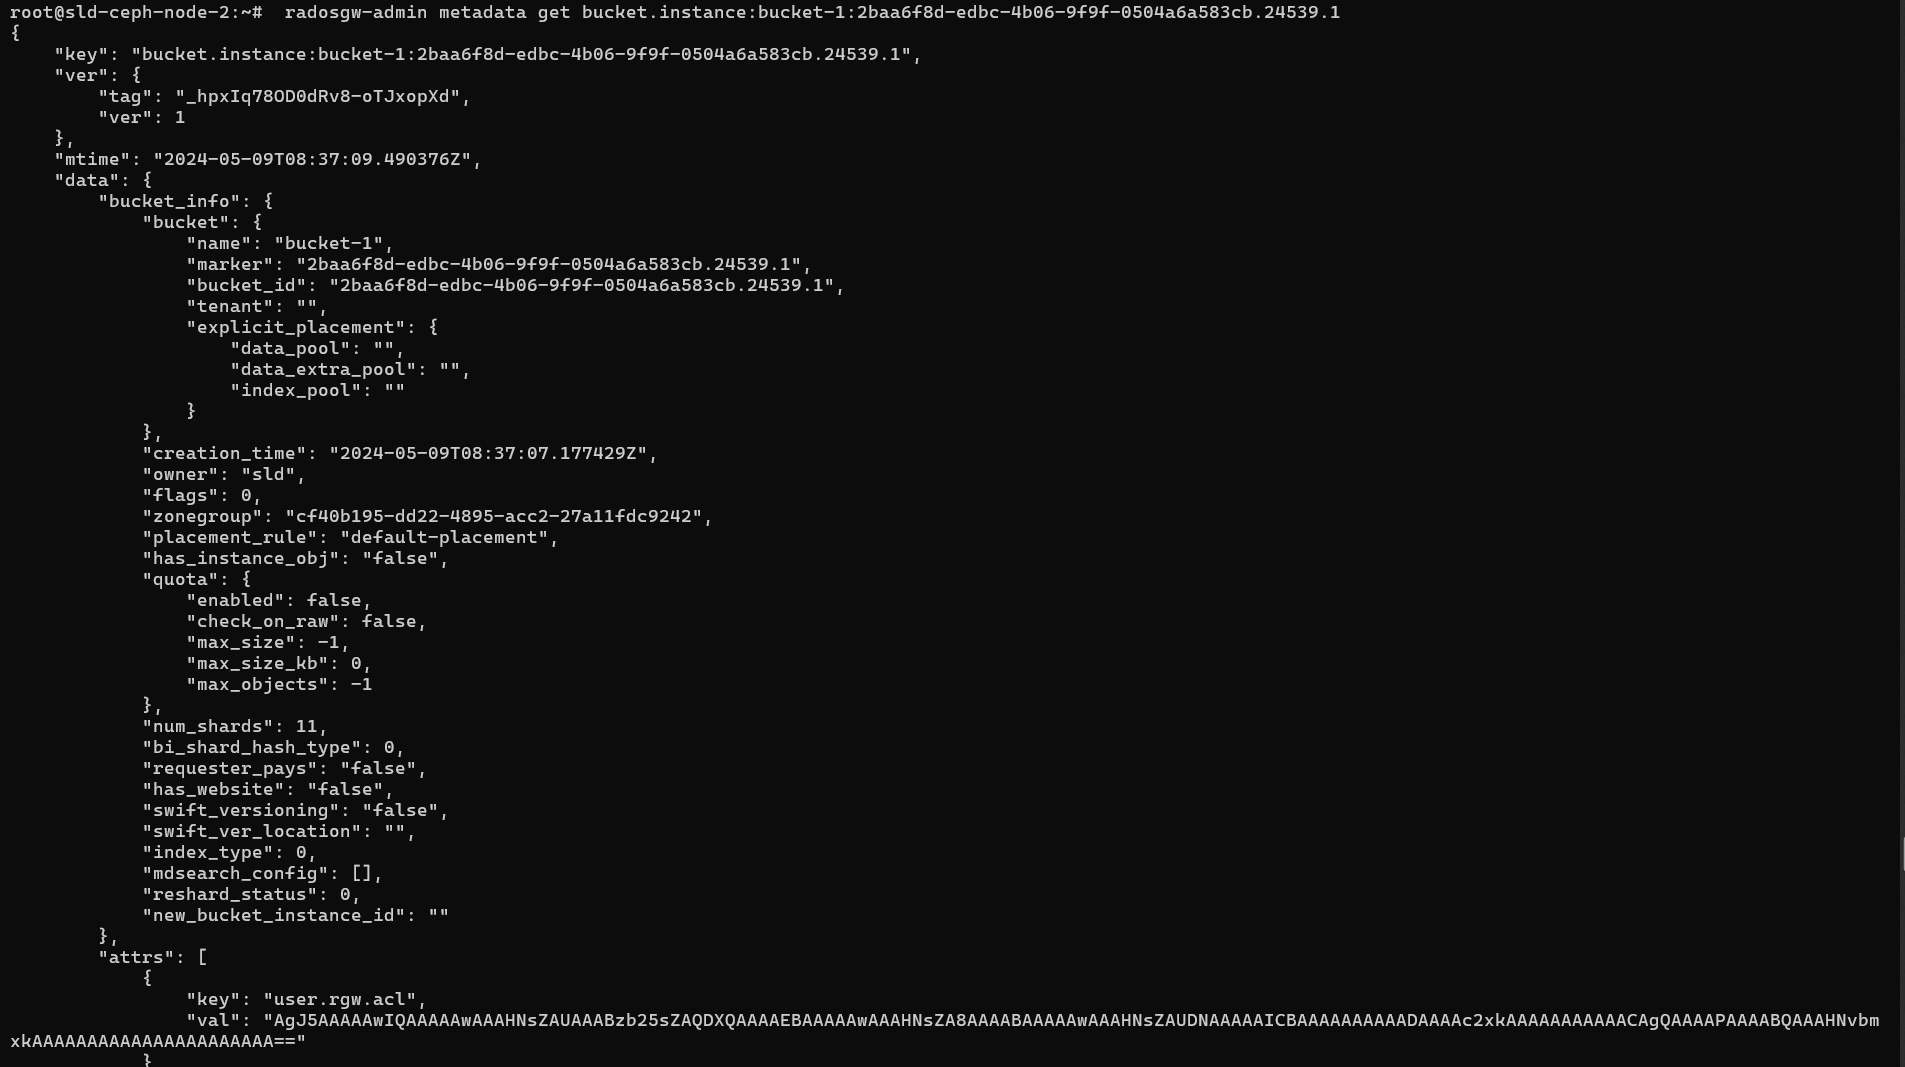 root@sld-ceph-node-2:~#  radosgw-admin metadata get bucket.instance:bucket-1:2baa6f8d-edbc-4b06-9f9f-0504a6a583cb.24539.1
{
    "key": "bucket.instance:bucket-1:2baa6f8d-edbc-4b06-9f9f-0504a6a583cb.24539.1",
    "ver": {
        "tag": "_hpxIq78OD0dRv8-oTJxopXd",
        "ver": 1
    },
    "mtime": "2024-05-09T08:37:09.490376Z",
    "data": {
        "bucket_info": {
            "bucket": {
                "name": "bucket-1",
                "marker": "2baa6f8d-edbc-4b06-9f9f-0504a6a583cb.24539.1",
                "bucket_id": "2baa6f8d-edbc-4b06-9f9f-0504a6a583cb.24539.1",
                "tenant": "",
                "explicit_placement": {
                    "data_pool": "",
                    "data_extra_pool": "",
                    "index_pool": ""
                }
            },
            "creation_time": "2024-05-09T08:37:07.177429Z",
            "owner": "sld",
            "flags": 0,
            "zonegroup": "cf40b195-dd22-4895-acc2-27a11fdc9242",
            "placement_rule": "default-placement",
            "has_instance_obj": "false",
            "quota": {
                "enabled": false,
                "check_on_raw": false,
                "max_size": -1,
                "max_size_kb": 0,
                "max_objects": -1
            },
            "num_shards": 11,
            "bi_shard_hash_type": 0,
            "requester_pays": "false",
            "has_website": "false",
            "swift_versioning": "false",
            "swift_ver_location": "",
            "index_type": 0,
            "mdsearch_config": [],
            "reshard_status": 0,
            "new_bucket_instance_id": ""
        },
        "attrs": [
            {
                "key": "user.rgw.acl",
                "val": "AgJ5AAAAAwIQAAAAAwAAAHNsZAUAAABzb25sZAQDXQAAAAEBAAAAAwAAAHNsZA8AAAABAAAAAwAAAHNsZAUDNAAAAAICBAAAAAAAAAADAAAAc2xkAAAAAAAAAAACAgQAAAAPAAAABQAAAHNvbm
xkAAAAAAAAAAAAAAAAAAAAAA=="
            }